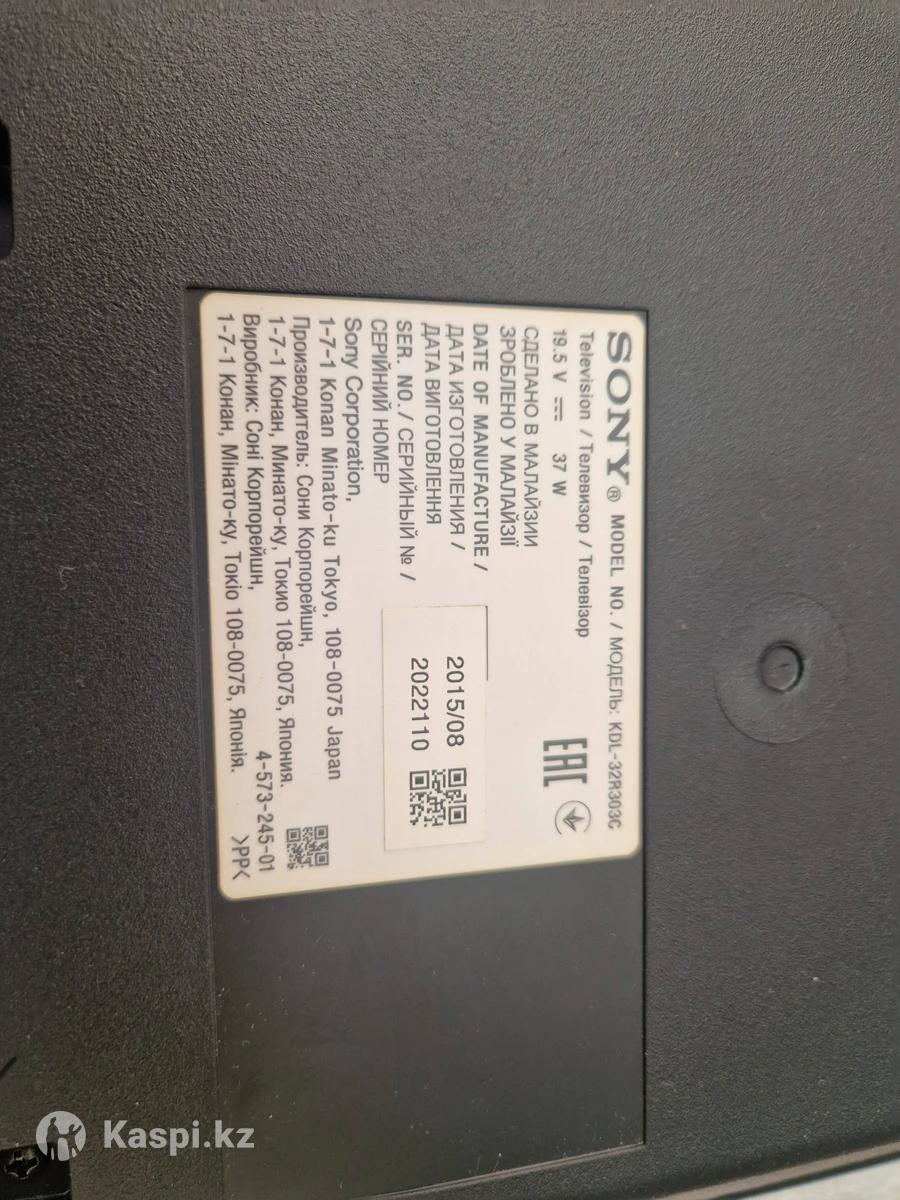 SONY® MODEL NO. / МОДЕЛЬ: KDL-32R303C
Television / Телевизор / Телевізор
19.5 V ⎓ 37 W
EAC
СДЕЛАНО В МАЛАЙЗИИ
ЗРОБЛЕНО У МАЛАЙЗІЇ
DATE OF MANUFACTURE /
ДАТА ИЗГОТОВЛЕНИЯ /
ДАТА ВИГОТОВЛЕННЯ
2015/08
SER. NO. / СЕРИЙНЫЙ № /
СЕРІЙНИЙ НОМЕР
2022110
Sony Corporation,
1-7-1 Konan Minato-ku Tokyo, 108-0075 Japan
Производитель: Сони Корпорейшн,
1-7-1 Конан, Минато-ку, Токио 108-0075, Япония.
Виробник: Соні Корпорейшн,
1-7-1 Конан, Мінато-ку, Токіо 108-0075, Японія.
4-573-245-01
>PP<
Kaspi.kz